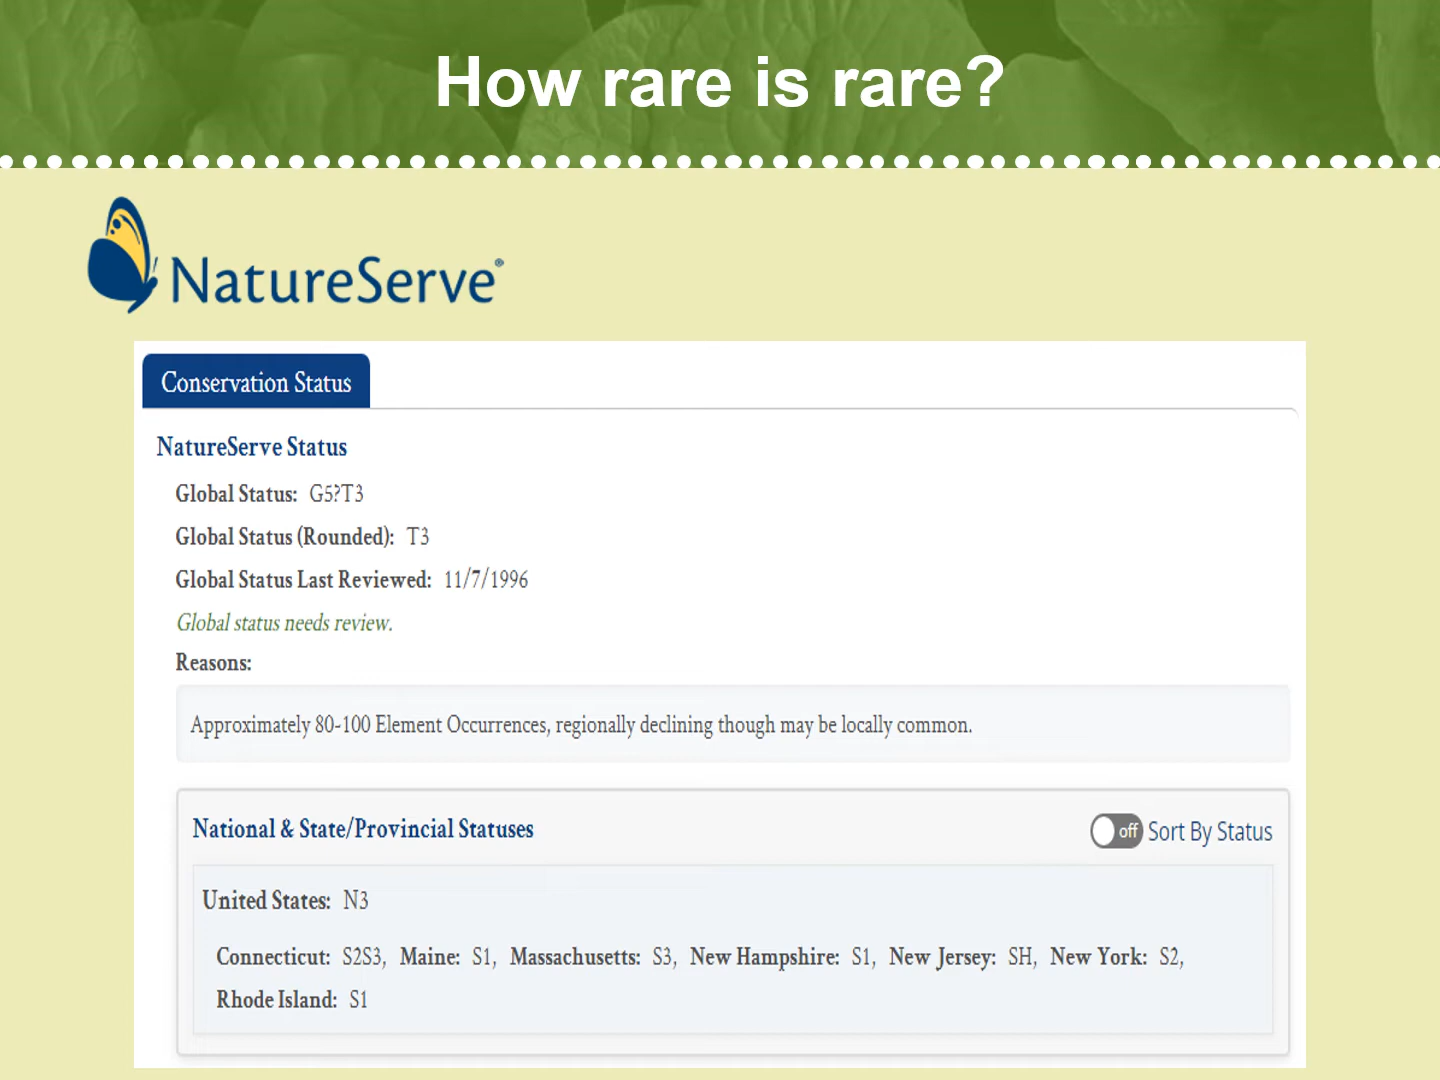 How rare is rare?
NatureServe®
Conservation Status
NatureServe Status
Global Status: G5?T3
Global Status (Rounded): T3
Global Status Last Reviewed: 11/7/1996
Global status needs review.
Reasons:
Approximately 80-100 Element Occurrences, regionally declining though may be locally common.
National & State/Provincial Statuses
off Sort By Status
United States: N3
Connecticut: S2S3, Maine: S1, Massachusetts: S3, New Hampshire: S1, New Jersey: SH, New York: S2,
Rhode Island: S1